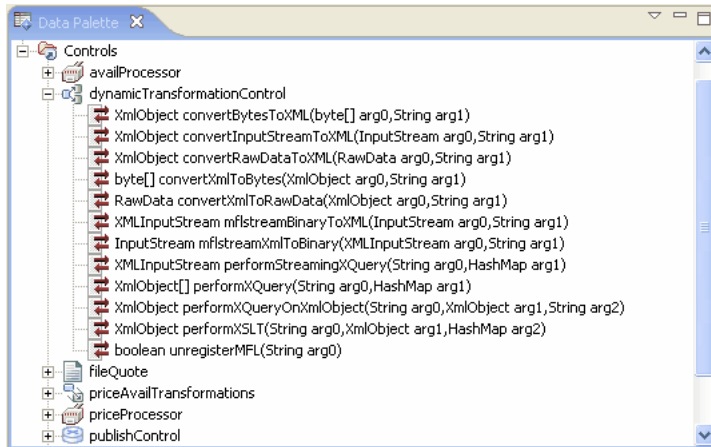 Data Palette
Controls
availProcessor
dynamicTransformationControl
XmlObject convertBytesToXML(byte[] arg0,String arg1)
XmlObject convertInputStreamToXML(InputStream arg0,String arg1)
XmlObject convertRawDataToXML(RawData arg0,String arg1)
byte[] convertXmlToBytes(XmlObject arg0,String arg1)
RawData convertXmlToRawData(XmlObject arg0,String arg1)
XMLInputStream mflstreamBinaryToXML(InputStream arg0,String arg1)
InputStream mflstreamXmlToBinary(XMLInputStream arg0,String arg1)
XMLInputStream performStreamingXQuery(String arg0,HashMap arg1)
XmlObject[] performXQuery(String arg0,HashMap arg1)
XmlObject performXQueryOnXmlObject(String arg0,XmlObject arg1,String arg2)
XmlObject performXSLT(String arg0,XmlObject arg1,HashMap arg2)
boolean unregisterMFL(String arg0)
fileQuote
priceAvailTransformations
priceProcessor
publishControl